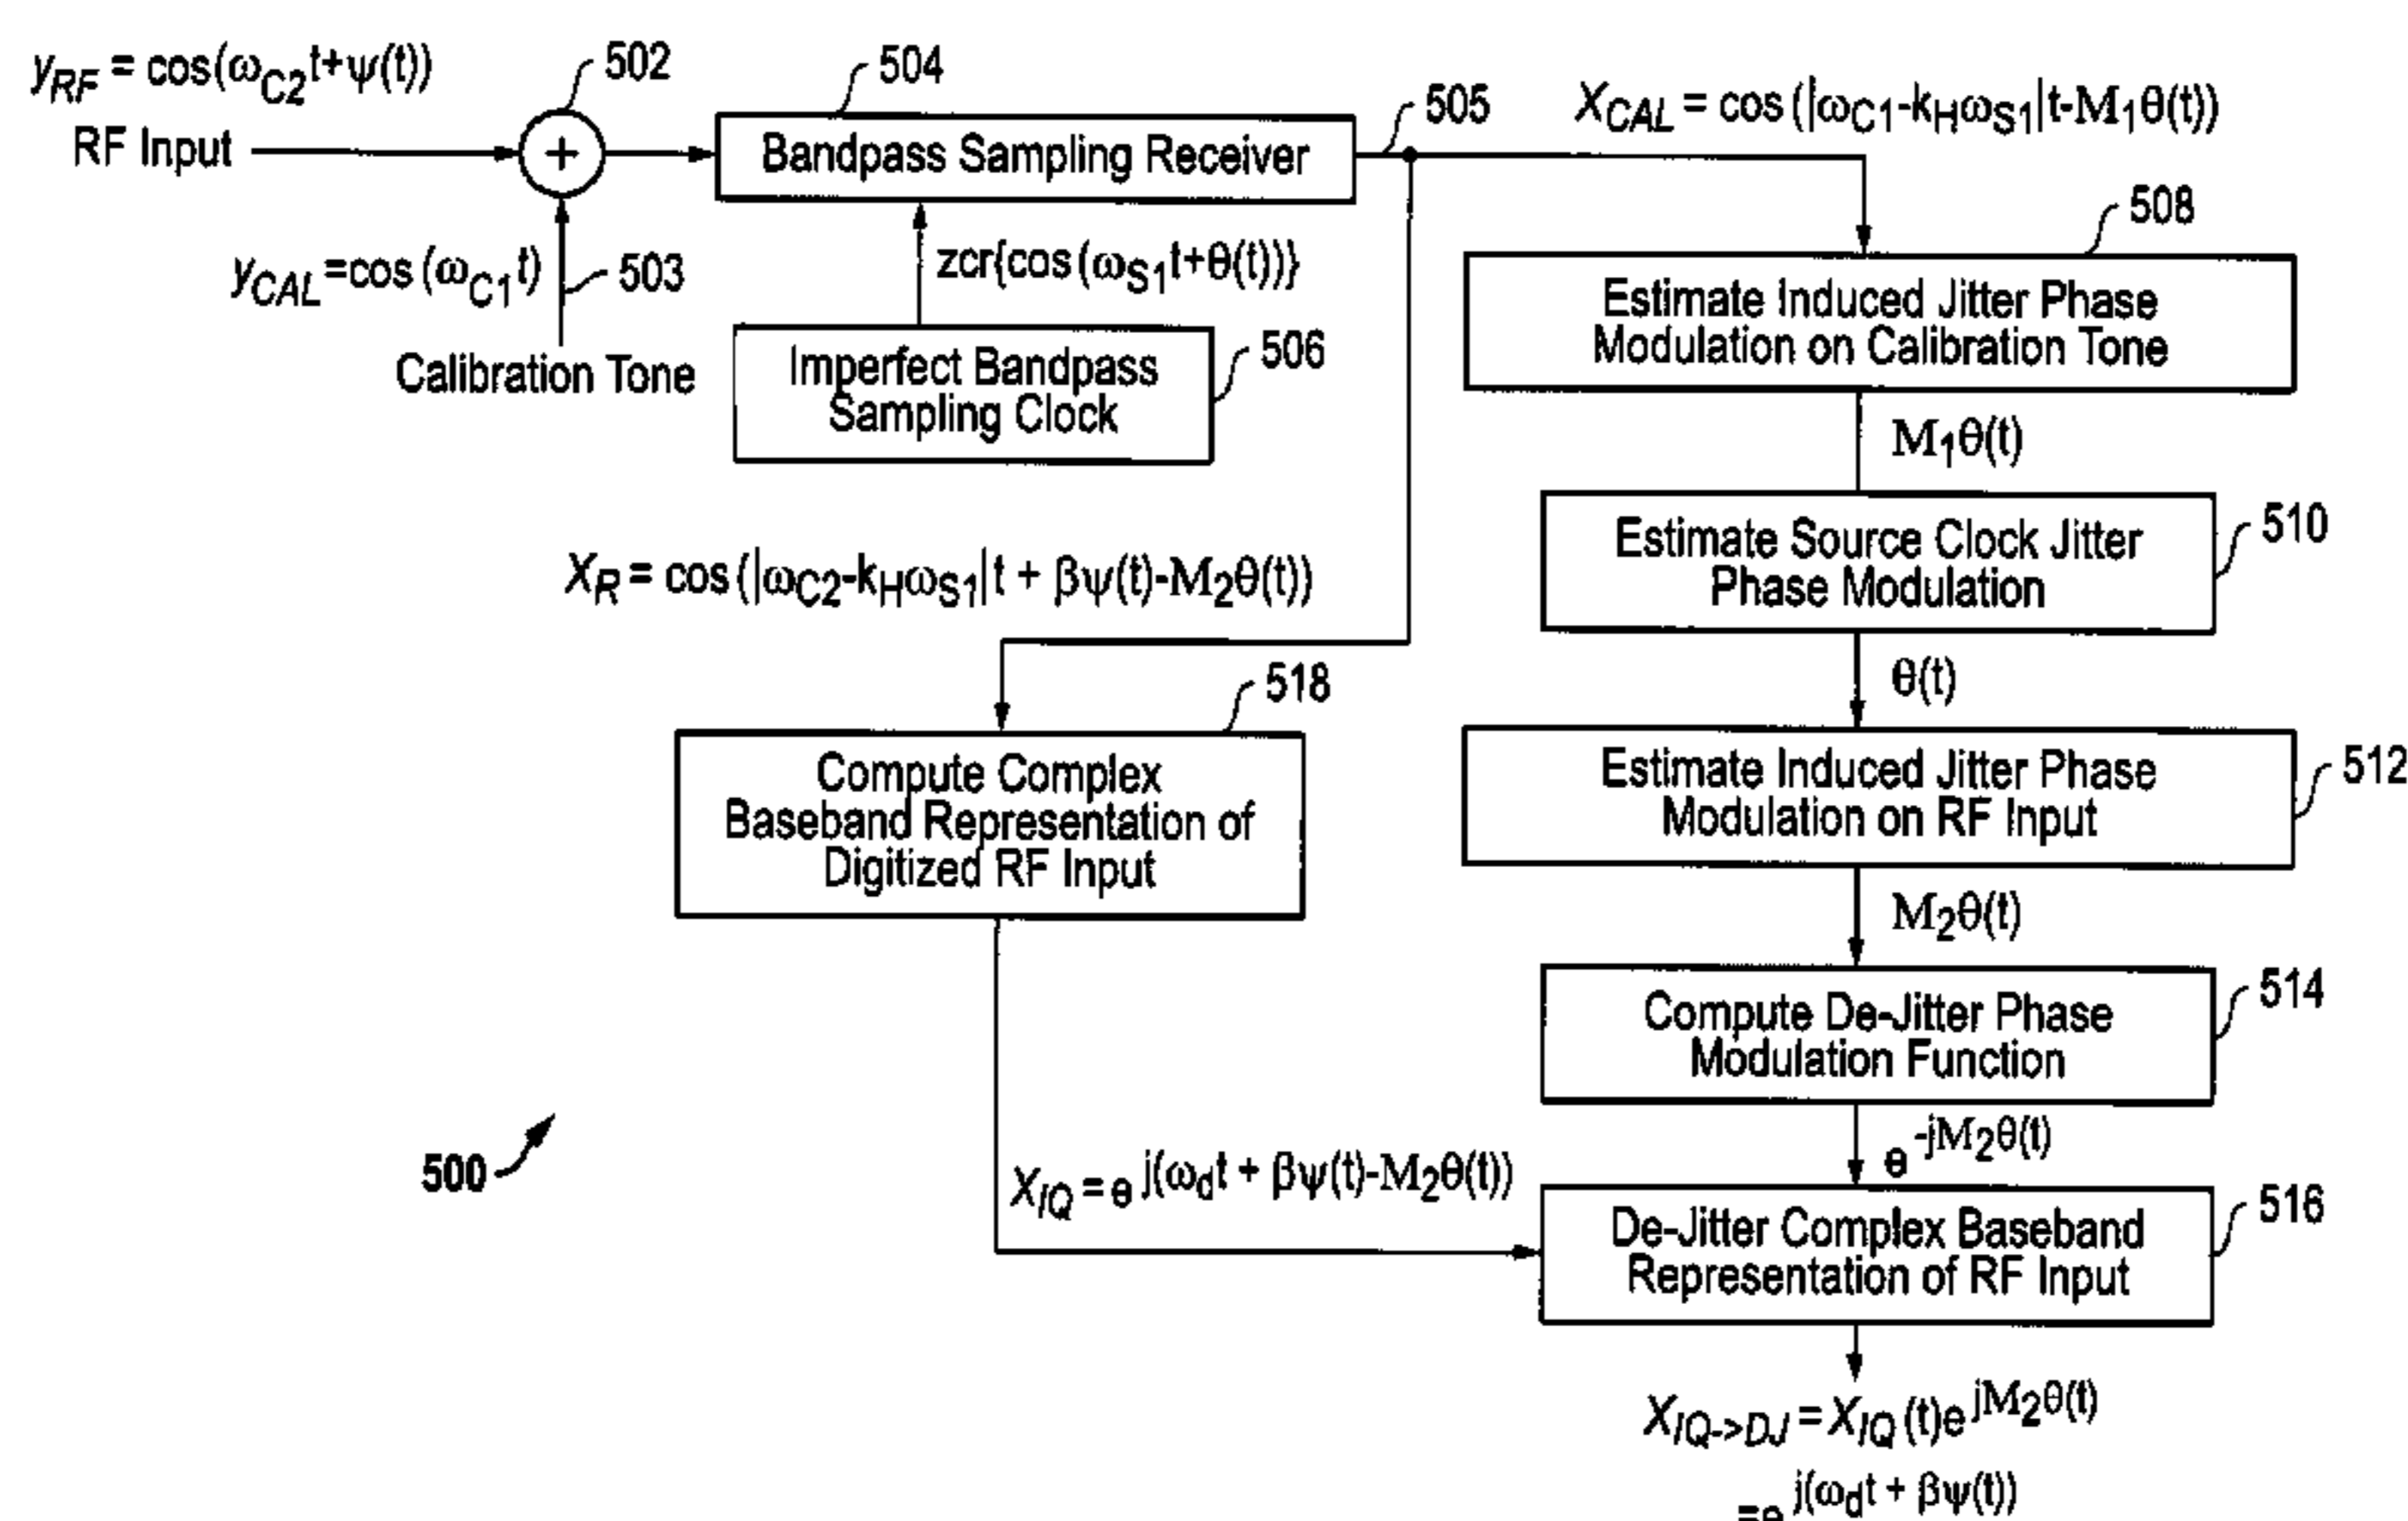 y_RF = cos(ω_C2 t+ψ(t))
RF Input
502
+
504
Bandpass Sampling Receiver
505
X_CAL = cos (|ω_C1-k_Hω_S1|t-M_1θ(t))
y_CAL =cos (ω_C1 t)
503
Calibration Tone
zcr{cos (ω_S1 t+θ(t))}
Imperfect Bandpass
Sampling Clock
506
508
Estimate Induced Jitter Phase
Modulation on Calibration Tone
M_1θ(t)
Estimate Source Clock Jitter
Phase Modulation
510
θ(t)
X_R = cos (|ω_C2-k_Hω_S1|t + βψ(t)-M_2θ(t))
518
Compute Complex
Baseband Representation of
Digitized RF Input
Estimate Induced Jitter Phase
Modulation on RF Input
512
M_2θ(t)
Compute De-Jitter Phase
Modulation Function
514
e^-jM_2θ(t)
500
X_IQ = e^j(ω_d t + βψ(t)-M_2θ(t))
De-Jitter Complex Baseband
Representation of RF Input
516
X_IQ->DJ = X_IQ (t)e^jM_2θ(t)
=e^j(ω_d t + βψ(t))